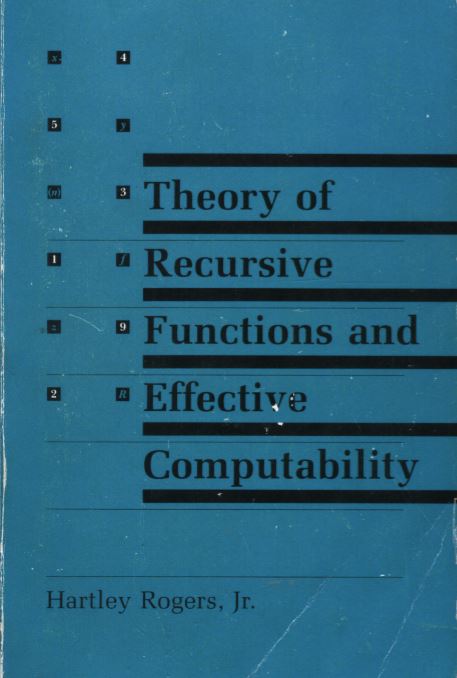 x 4
5 y
(n) 3
Theory of
1 f
Recursive
z 9
Functions and
2 R
Effective
Computability
Hartley Rogers, Jr.